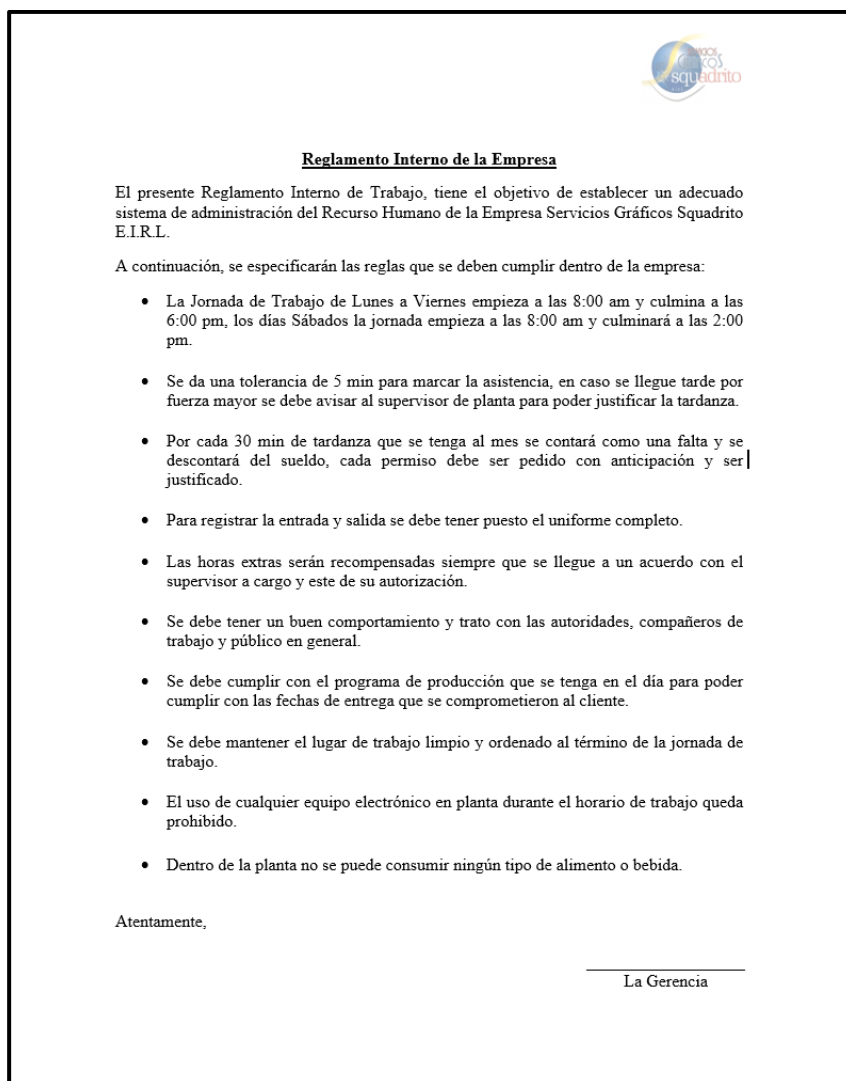 squadrito
Reglamento Interno de la Empresa
El presente Reglamento Interno de Trabajo, tiene el objetivo de establecer un adecuado
sistema de administración del Recurso Humano de la Empresa Servicios Gráficos Squadrito
E.I.R.L.
A continuación, se especificarán las reglas que se deben cumplir dentro de la empresa:
• La Jornada de Trabajo de Lunes a Viernes empieza a las 8:00 am y culmina a las
6:00 pm, los días Sábados la jornada empieza a las 8:00 am y culminará a las 2:00
pm.
• Se da una tolerancia de 5 min para marcar la asistencia, en caso se llegue tarde por
fuerza mayor se debe avisar al supervisor de planta para poder justificar la tardanza.
• Por cada 30 min de tardanza que se tenga al mes se contará como una falta y se
descontará del sueldo, cada permiso debe ser pedido con anticipación y ser
justificado.
• Para registrar la entrada y salida se debe tener puesto el uniforme completo.
• Las horas extras serán recompensadas siempre que se llegue a un acuerdo con el
supervisor a cargo y este de su autorización.
• Se debe tener un buen comportamiento y trato con las autoridades, compañeros de
trabajo y público en general.
• Se debe cumplir con el programa de producción que se tenga en el día para poder
cumplir con las fechas de entrega que se comprometieron al cliente.
• Se debe mantener el lugar de trabajo limpio y ordenado al término de la jornada de
trabajo.
• El uso de cualquier equipo electrónico en planta durante el horario de trabajo queda
prohibido.
• Dentro de la planta no se puede consumir ningún tipo de alimento o bebida.
Atentamente,
La Gerencia